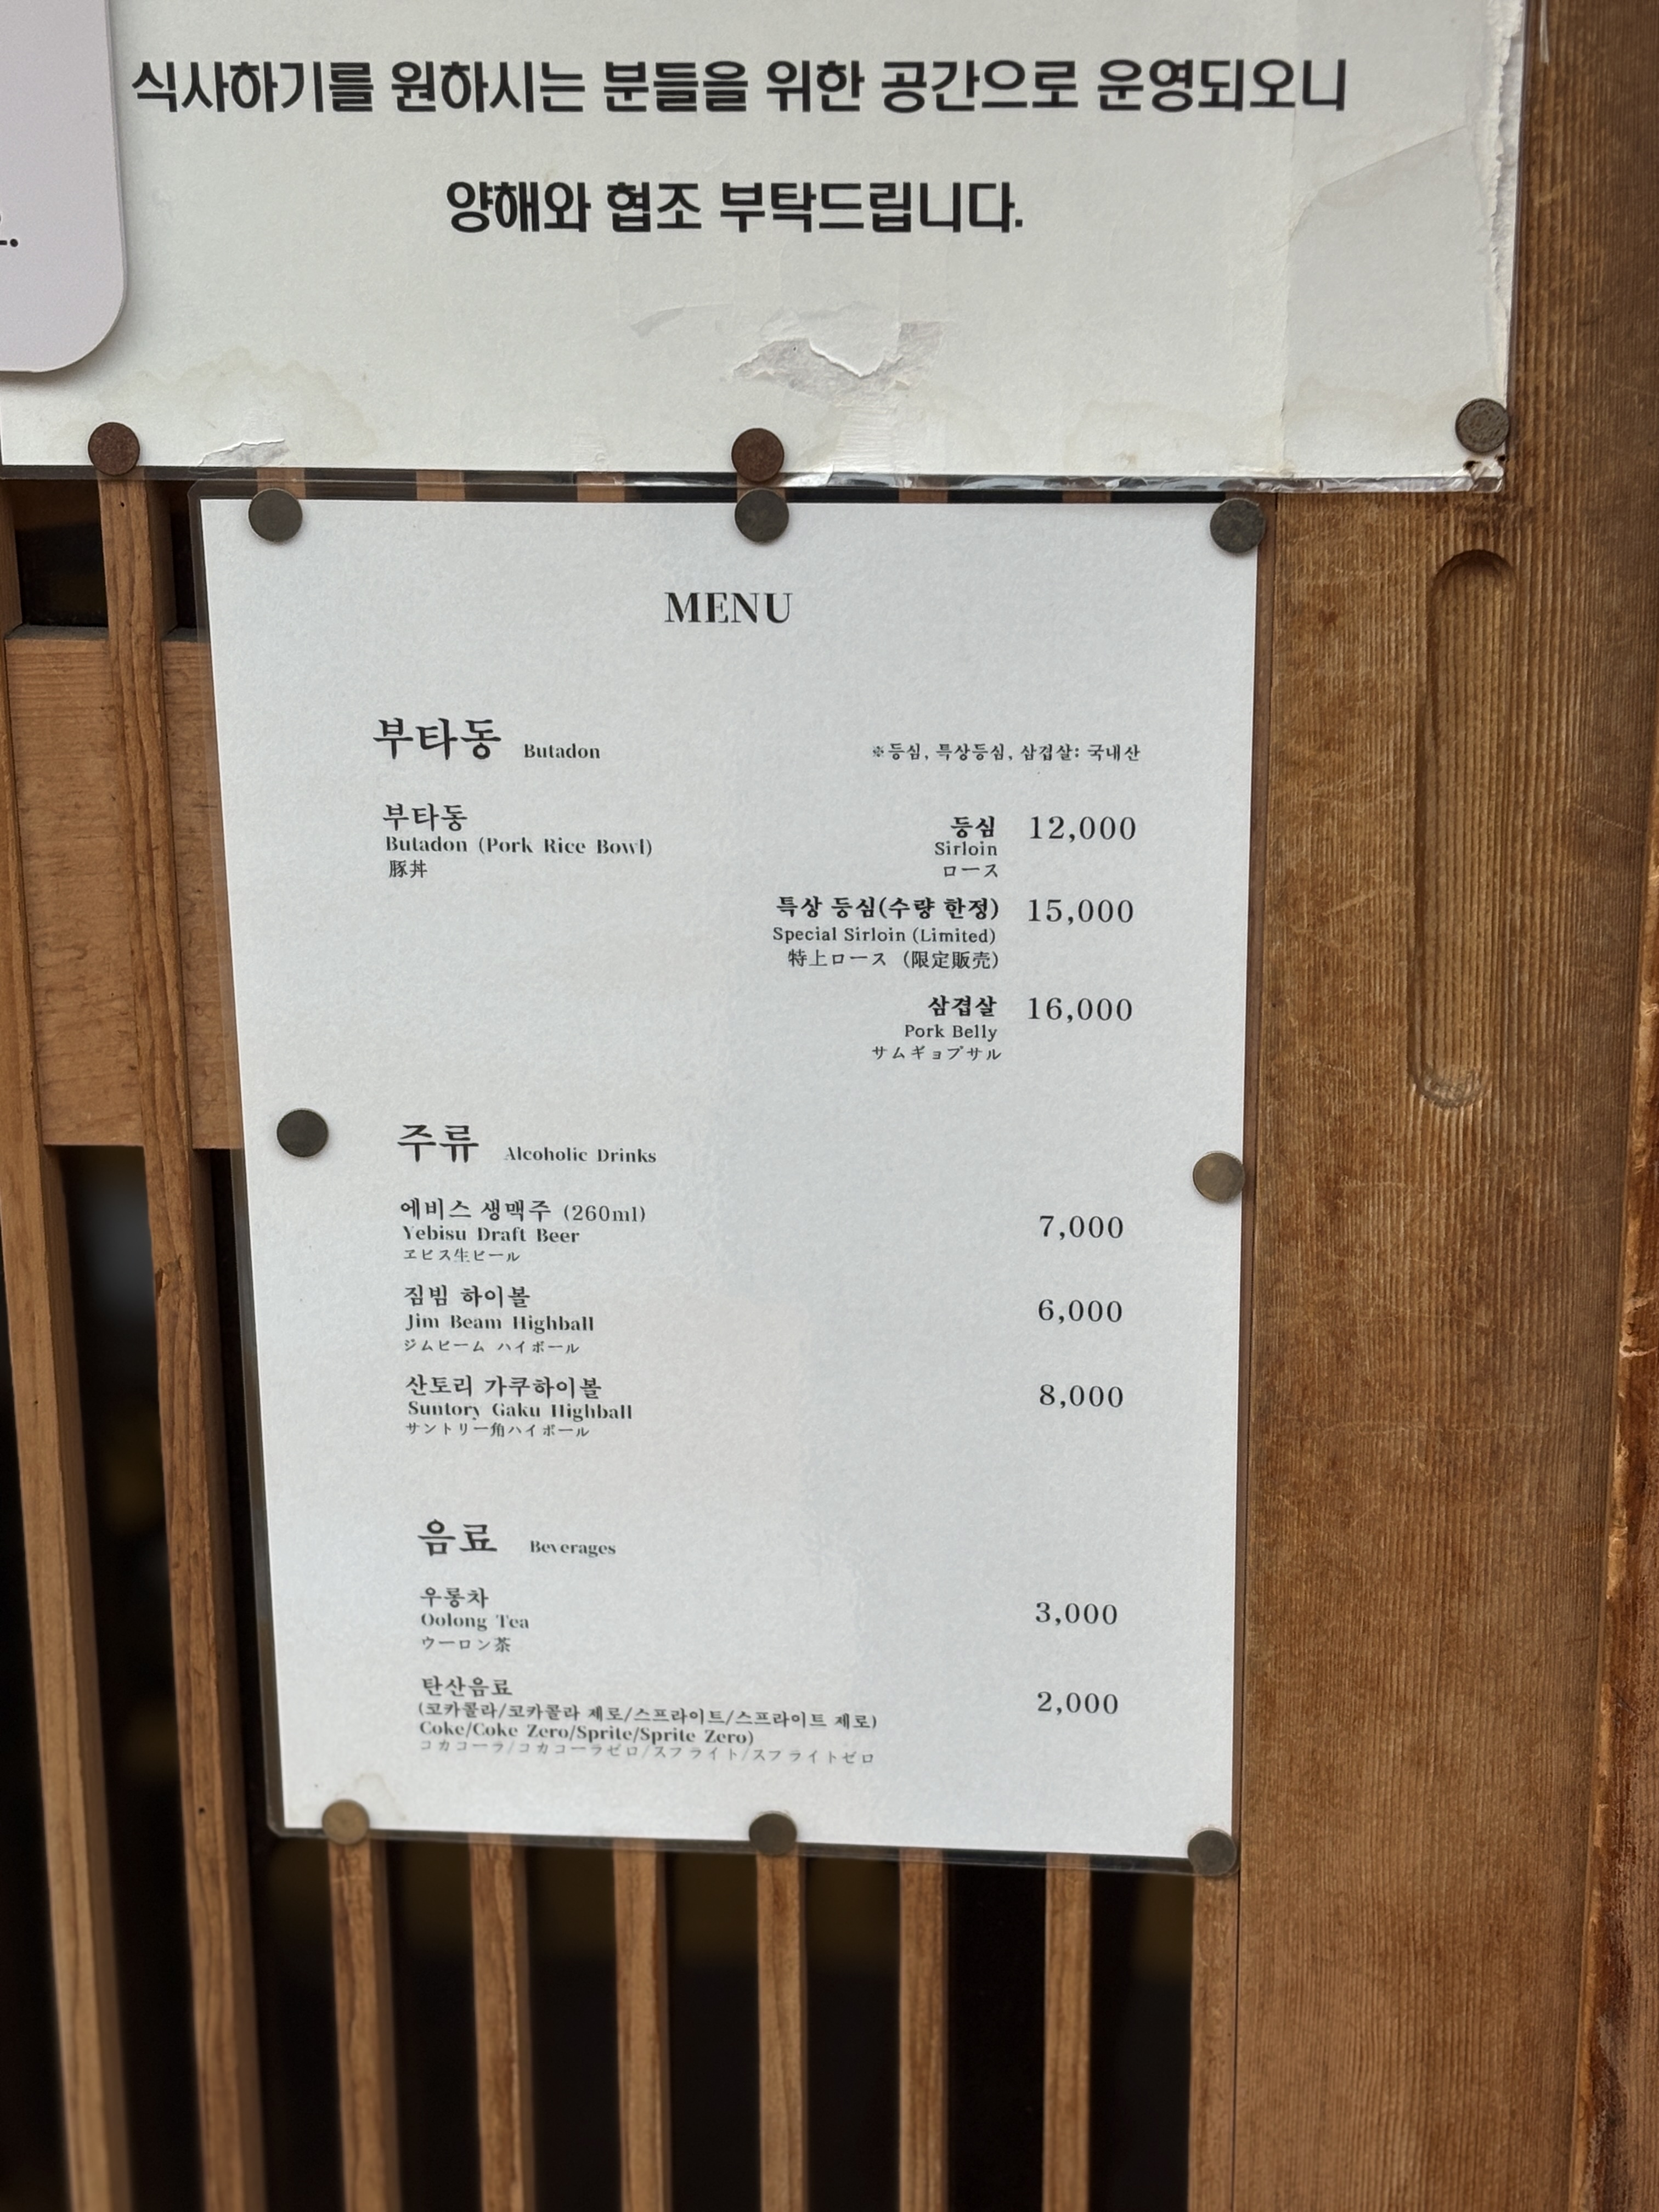 식사하기를 원하시는 분들을 위한 공간으로 운영되오니
양해와 협조 부탁드립니다.
MENU
부타동 Butadon
※등심, 특상등심, 삼겹살: 국내산
부타동
Butadon (Pork Rice Bowl)
豚丼
등심 12,000
Sirloin
ロース
특상 등심(수량 한정) 15,000
Special Sirloin (Limited)
特上ロース (限定販売)
삼겹살 16,000
Pork Belly
サムギョプサル
주류 Alcoholic Drinks
에비스 생맥주 (260ml) 7,000
Yebisu Draft Beer
ヱビス生ビール
짐빔 하이볼 6,000
Jim Beam Highball
ジムビーム ハイボール
산토리 가쿠하이볼 8,000
Suntory Gaku Highball
サントリー角ハイボール
음료 Beverages
우롱차 3,000
Oolong Tea
ウーロン茶
탄산음료 2,000
(코카콜라/코카콜라 제로/스프라이트/스프라이트 제로)
Coke/Coke Zero/Sprite/Sprite Zero)
コカコーラ/コカコーラゼロ/スプライト/スプライトゼロ